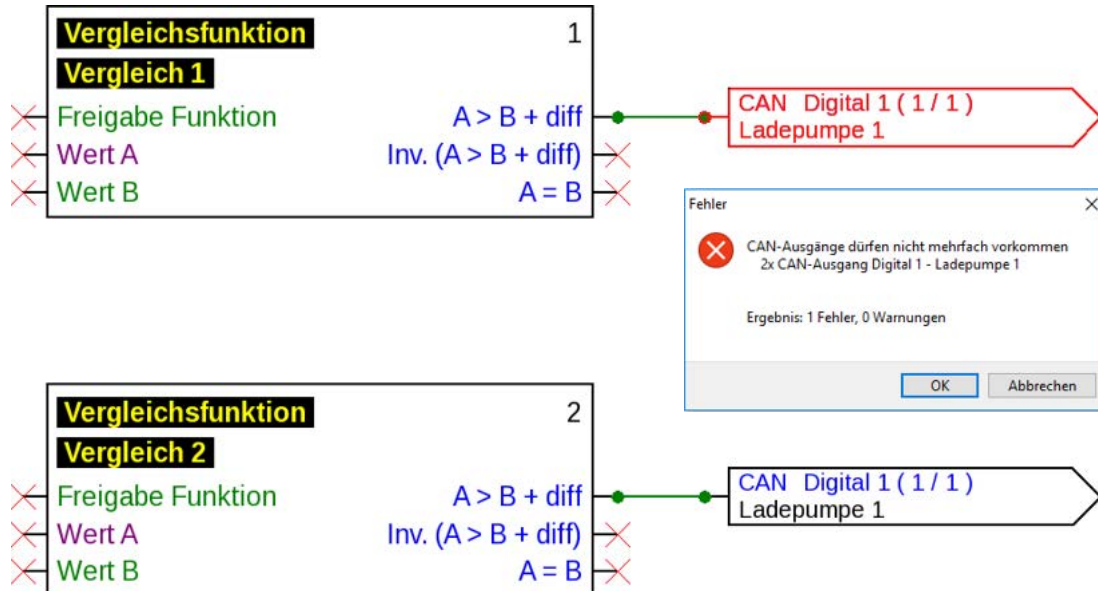 Vergleichsfunktion 1
Vergleich 1
Freigabe Funktion A > B + diff
Wert A Inv. (A > B + diff)
Wert B A = B
CAN Digital 1 ( 1 / 1 )
Ladepumpe 1
Fehler
CAN-Ausgänge dürfen nicht mehrfach vorkommen
2x CAN-Ausgang Digital 1 - Ladepumpe 1
Ergebnis: 1 Fehler, 0 Warnungen
OK Abbrechen
Vergleichsfunktion 2
Vergleich 2
Freigabe Funktion A > B + diff
Wert A Inv. (A > B + diff)
Wert B A = B
CAN Digital 1 ( 1 / 1 )
Ladepumpe 1